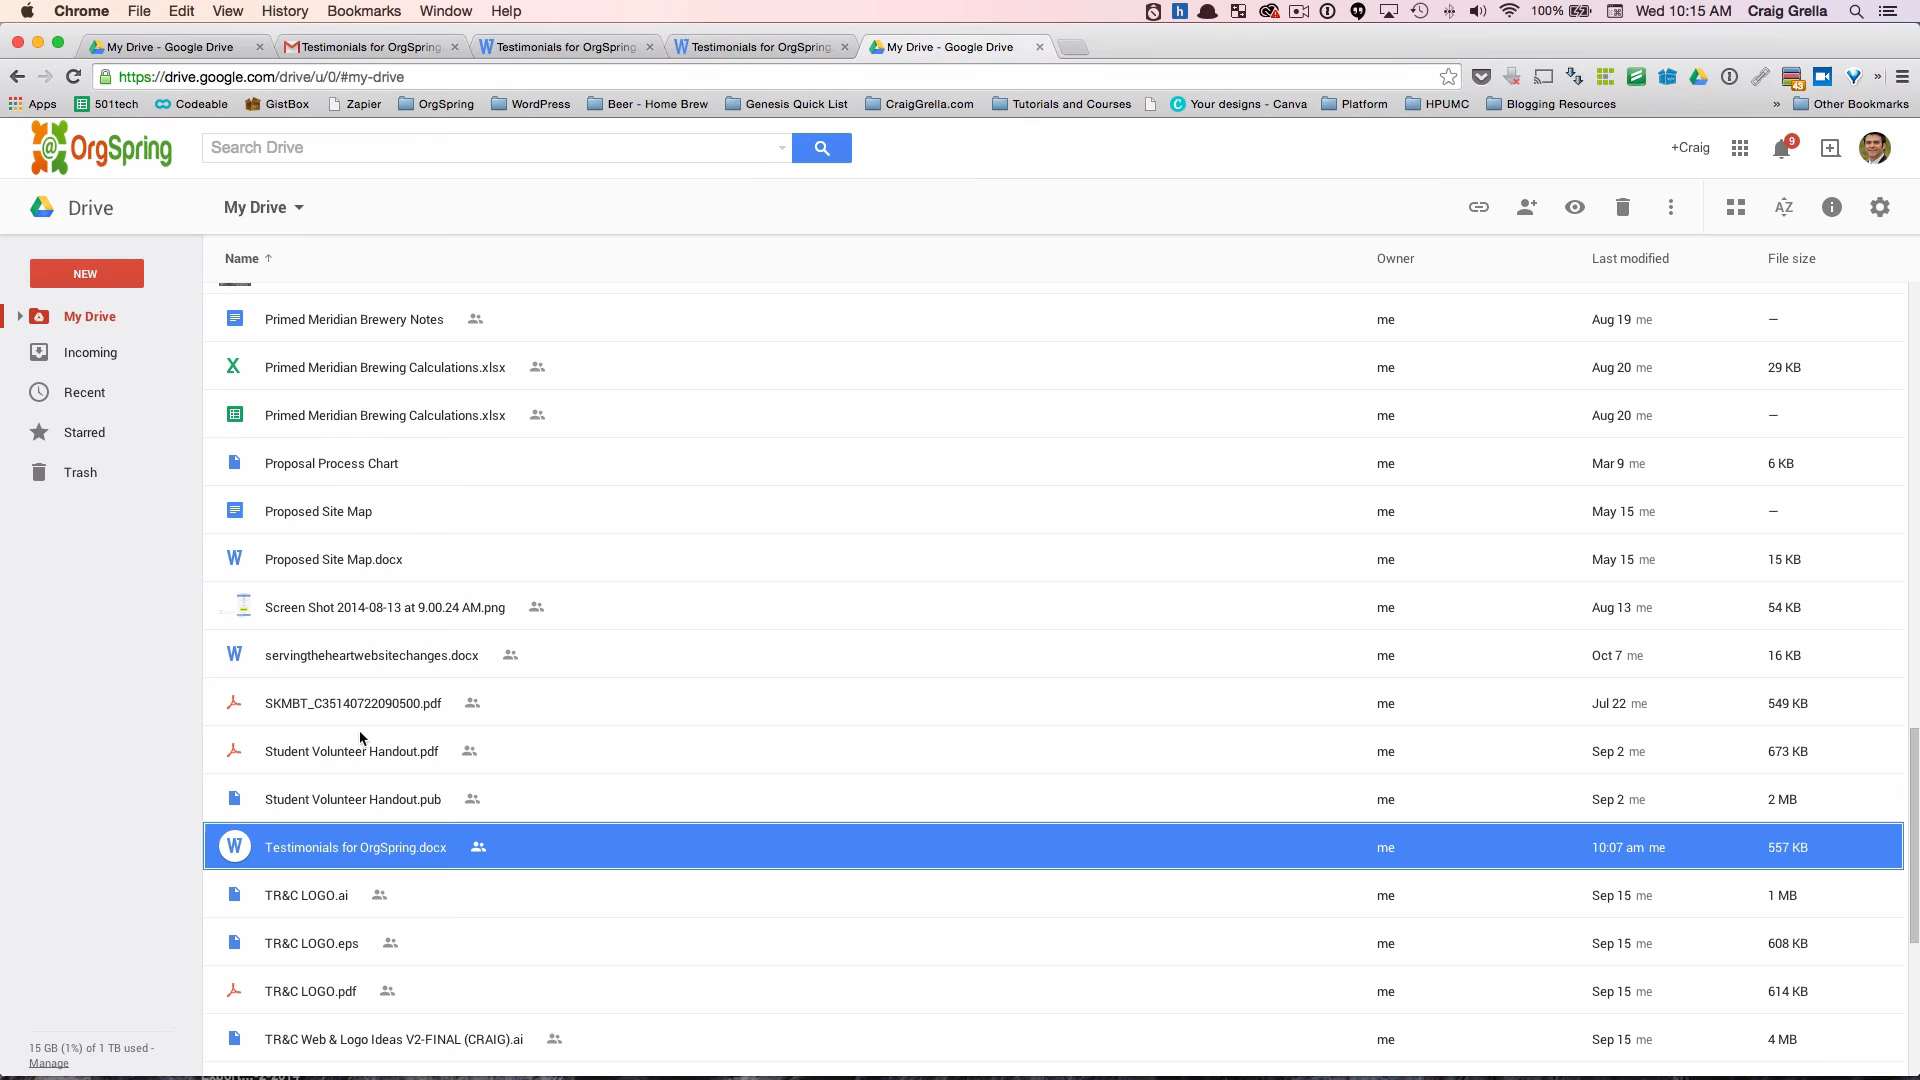 Chrome File Edit View History Bookmarks Window Help 100% Wed 10:15 AM Craig Grella
My Drive - Google Drive × Testimonials for OrgSpring × Testimonials for OrgSpring × Testimonials for OrgSpring × My Drive - Google Drive ×
https://drive.google.com/drive/u/0/#my-drive
Apps 501tech Codeable GistBox Zapier OrgSpring WordPress Beer - Home Brew Genesis Quick List CraigGrella.com Tutorials and Courses Your designs - Canva Platform HPUMC Blogging Resources » Other Bookmarks
OrgSpring Search Drive +Craig 9
Drive My Drive AZ
NEW
My Drive
Incoming
Recent
Starred
Trash
15 GB (1%) of 1 TB used -
Manage
Name ↑ Owner Last modified File size
Primed Meridian Brewery Notes me Aug 19 me —
Primed Meridian Brewing Calculations.xlsx me Aug 20 me 29 KB
Primed Meridian Brewing Calculations.xlsx me Aug 20 me —
Proposal Process Chart me Mar 9 me 6 KB
Proposed Site Map me May 15 me —
Proposed Site Map.docx me May 15 me 15 KB
Screen Shot 2014-08-13 at 9.00.24 AM.png me Aug 13 me 54 KB
servingtheheartwebsitechanges.docx me Oct 7 me 16 KB
SKMBT_C35140722090500.pdf me Jul 22 me 549 KB
Student Volunteer Handout.pdf me Sep 2 me 673 KB
Student Volunteer Handout.pub me Sep 2 me 2 MB
Testimonials for OrgSpring.docx me 10:07 am me 557 KB
TR&C LOGO.ai me Sep 15 me 1 MB
TR&C LOGO.eps me Sep 15 me 608 KB
TR&C LOGO.pdf me Sep 15 me 614 KB
TR&C Web & Logo Ideas V2-FINAL (CRAIG).ai me Sep 15 me 4 MB